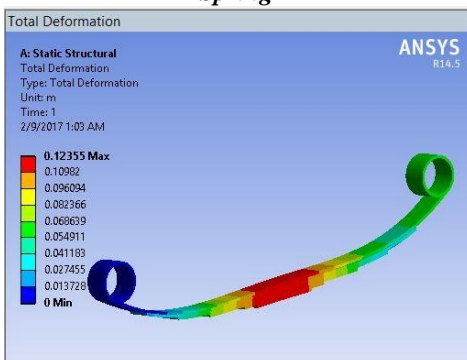 Total Deformation
A: Static Structural
Total Deformation
Type: Total Deformation
Unit: m
Time: 1
2/9/2017 1:03 AM
ANSYS
R14.5
0.12355 Max
0.10982
0.096094
0.082366
0.068639
0.054911
0.041183
0.027455
0.013728
0 Min